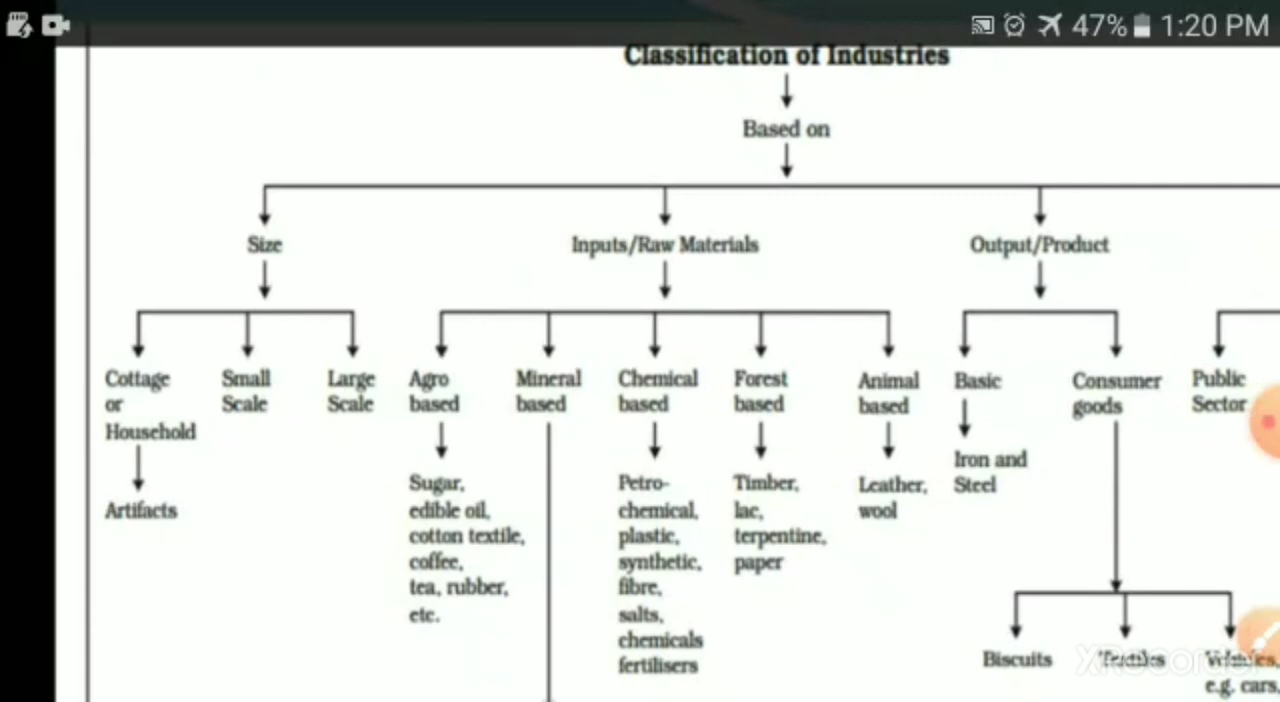 47% 1:20 PM
Classification of Industries
Based on
Size
Inputs/Raw Materials
Output/Product
Cottage
or
Household
Small
Scale
Large
Scale
Agro
based
Mineral
based
Chemical
based
Forest
based
Animal
based
Basic
Consumer
goods
Public
Sector
Artifacts
Sugar,
edible oil,
cotton textile,
coffee,
tea, rubber,
etc.
Petro-
chemical,
plastic,
synthetic,
fibre,
salts,
chemicals
fertilisers
Timber,
lac,
terpentine,
paper
Leather,
wool
Iron and
Steel
Biscuits
Textiles
Vehicles,
e.g. cars,